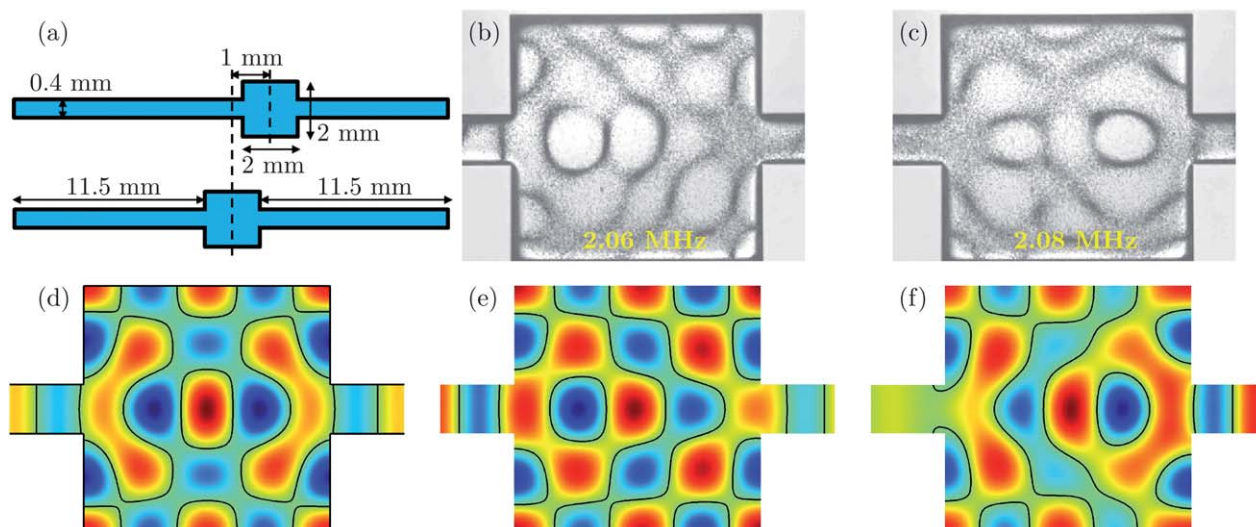 (a)
1 mm
0.4 mm
2 mm
2 mm
11.5 mm
11.5 mm
(b)
2.06 MHz
(c)
2.08 MHz
(d)
(e)
(f)